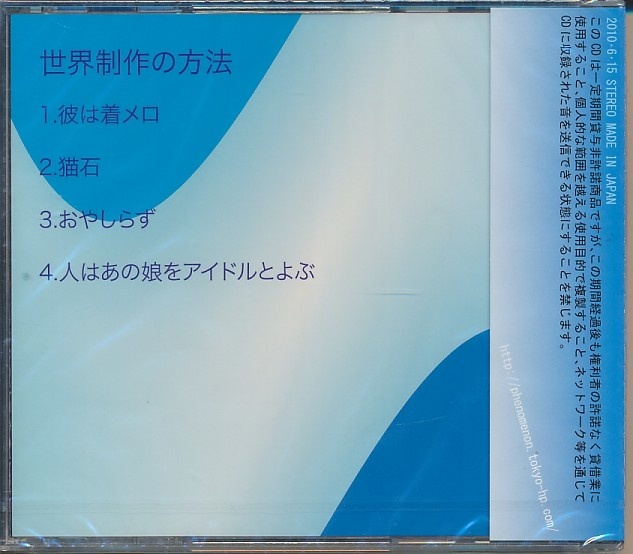 世界制作の方法
1.彼は着メロ
2.猫石
3.おやしらず
4.人はあの娘をアイドルとよぶ
2010・6・15 STEREO MADE IN JAPAN
このCDは一定期間貸与非許諾商品ですが、この期間経過後も権利者の許諾なく貸借業に
使用すること、個人的な範囲を越える使用目的で複製すること、ネットワーク等を通じて
CDに収録された音を送信できる状態にすることを禁じます。
http://phenomenon.tokyo-hp.com/